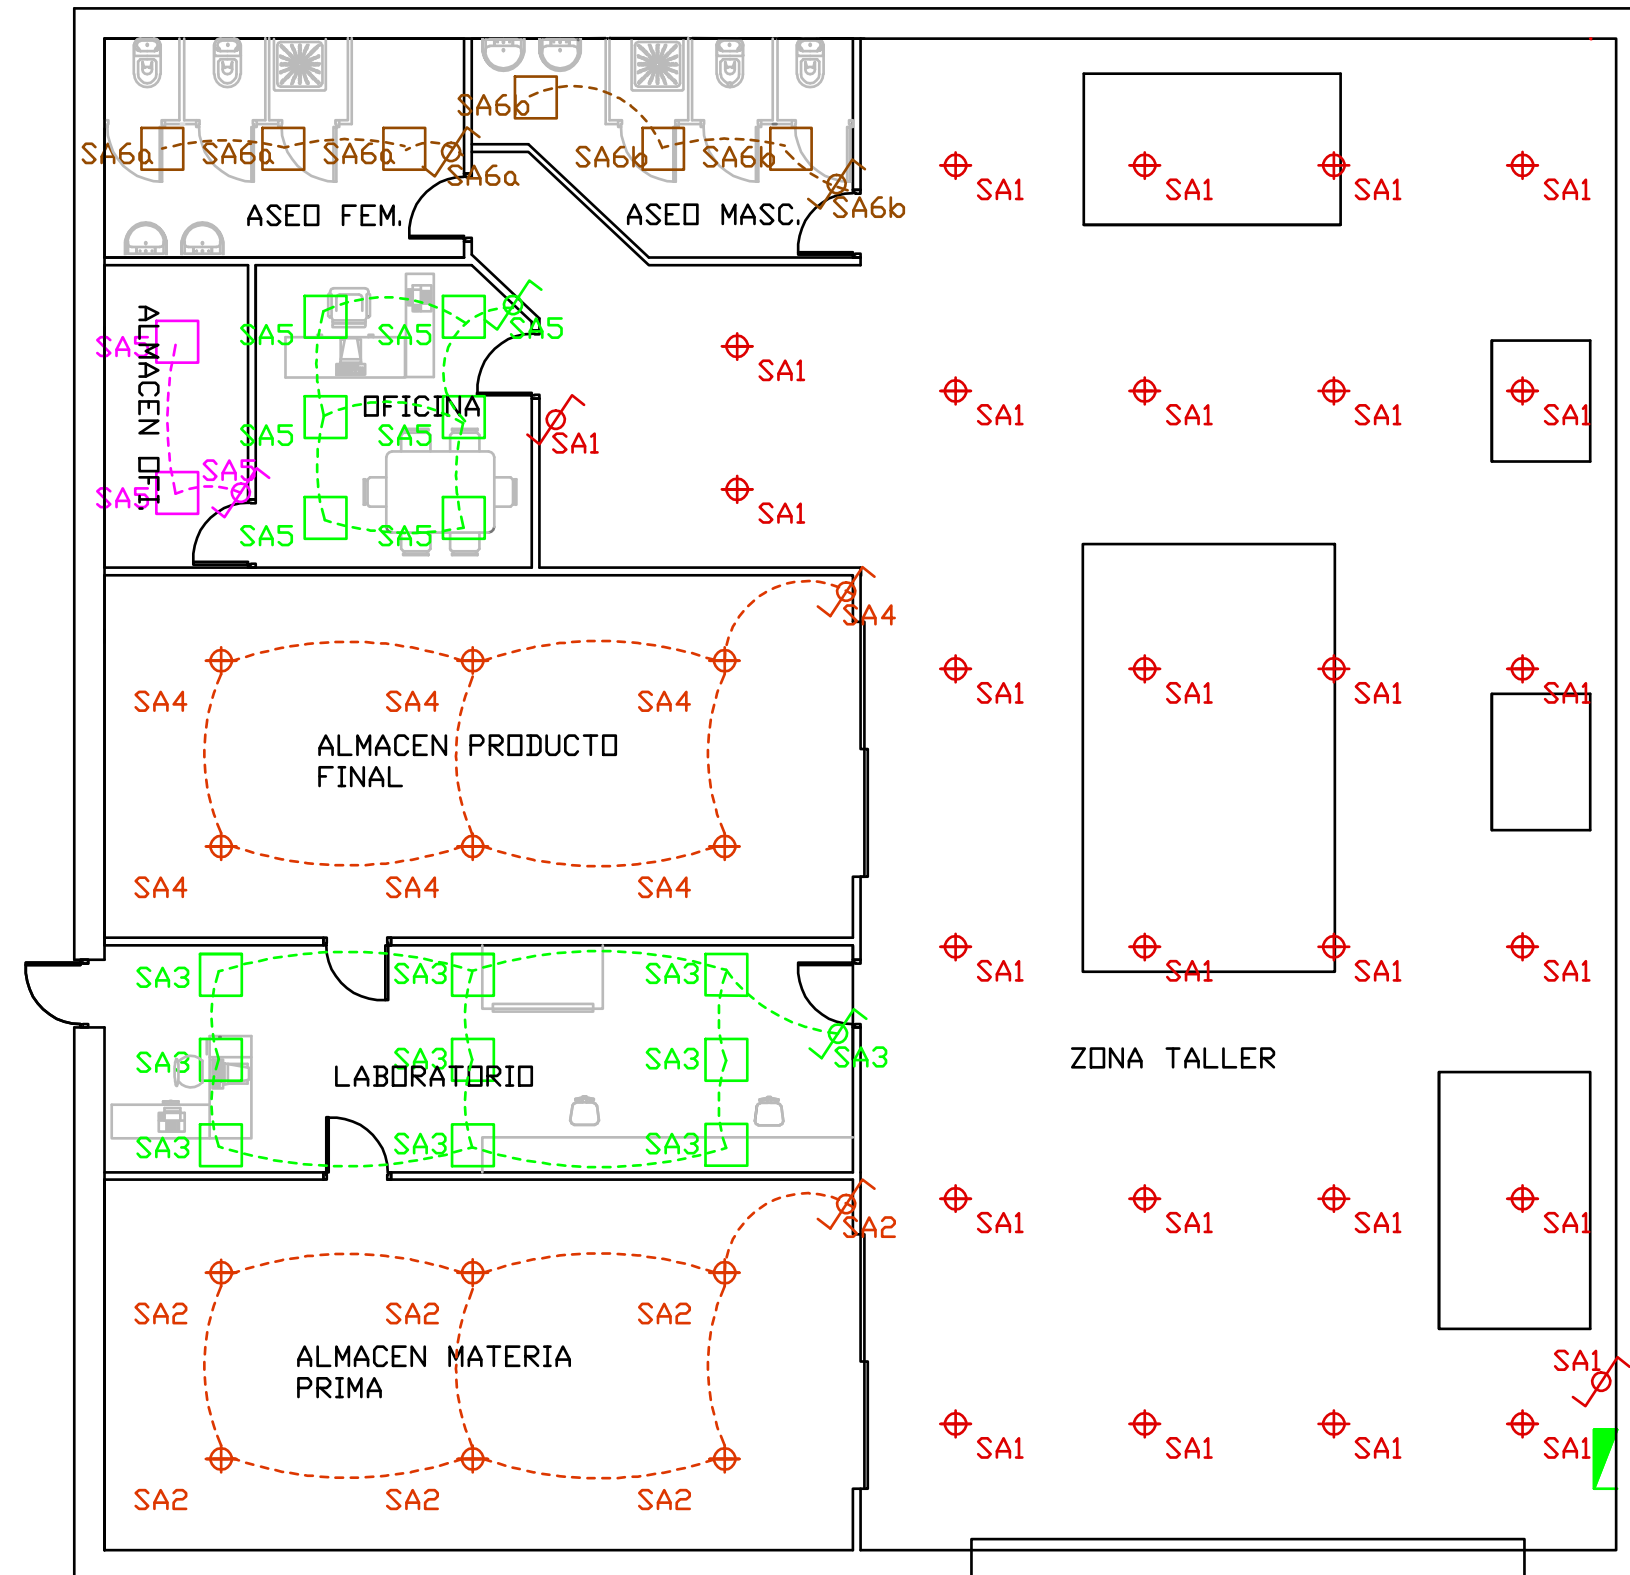 SA6b
SA6a SA6a SA6a SA6b SA6b
SA6a
SA1 SA1 SA1 SA1
SA6b
ASEO FEM.
ASEO MASC.
SA5 SA5 SA5
SA5
ALMACEN OFI.
SA1
OFICINA
SA1 SA1 SA1 SA1
SA5 SA5
SA1
SA5
SA5
SA1
SA5 SA5
SA4
SA4 SA4 SA4
SA1 SA1 SA1 SA1
ALMACEN PRODUCTO
FINAL
SA4 SA4 SA4
SA3 SA3 SA3
SA1 SA1 SA1 SA1
SA3 SA3 SA3
SA3
LABORATORIO
ZONA TALLER
SA3 SA3 SA3
SA2
SA1 SA1 SA1 SA1
SA2 SA2 SA2
ALMACEN MATERIA
PRIMA
SA1
SA1 SA1 SA1 SA1
SA2 SA2 SA2